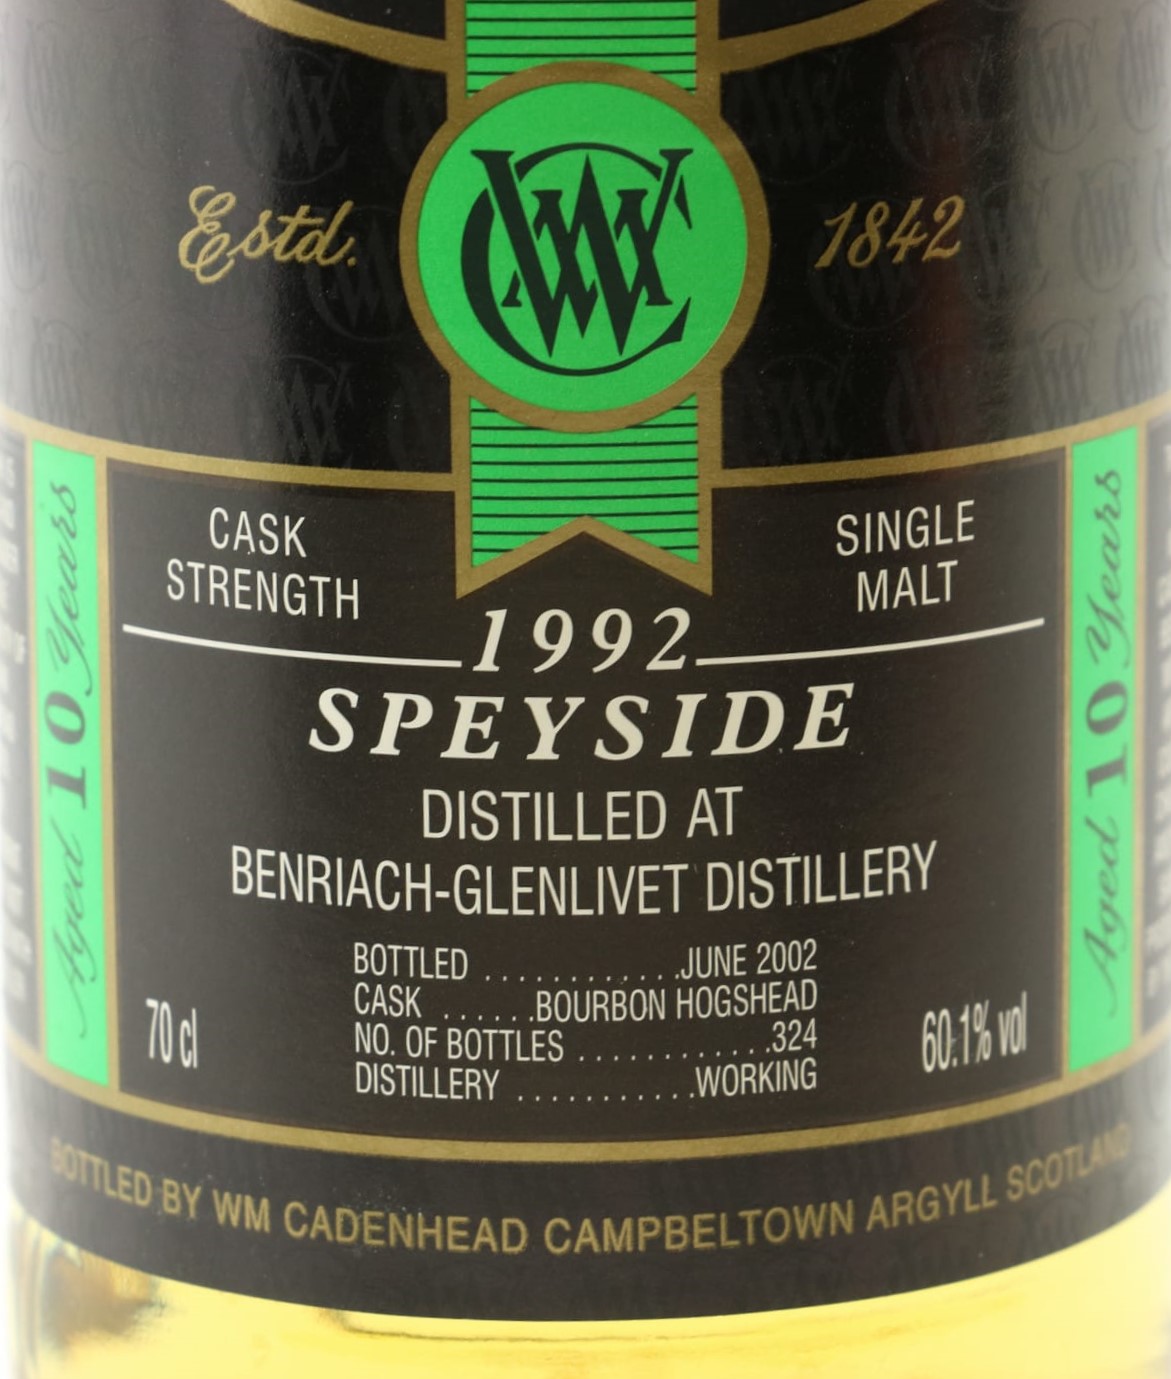 Estd. 1842
CASK
STRENGTH
SINGLE
MALT
1992
SPEYSIDE
DISTILLED AT
BENRIACH-GLENLIVET DISTILLERY
BOTTLED ............JUNE 2002
CASK ......BOURBON HOGSHEAD
NO. OF BOTTLES ............324
DISTILLERY ...........WORKING
70 cl
60.1% vol
Aged 10 Years
Aged 10 Years
BOTTLED BY WM CADENHEAD CAMPBELTOWN ARGYLL SCOTLAND